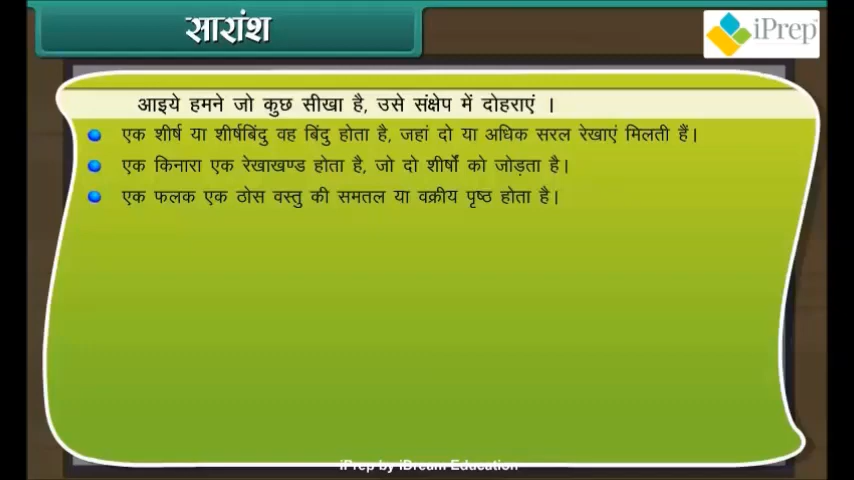 सारांश
iPrep
आइये हमने जो कुछ सीखा है, उसे संक्षेप में दोहराएं ।
एक शीर्ष या शीर्षबिंदु वह बिंदु होता है, जहां दो या अधिक सरल रेखाएं मिलती हैं।
एक किनारा एक रेखाखण्ड होता है, जो दो शीर्षों को जोड़ता है।
एक फलक एक ठोस वस्तु की समतल या वक्रीय पृष्ठ होता है।
iPrep by iDream Education